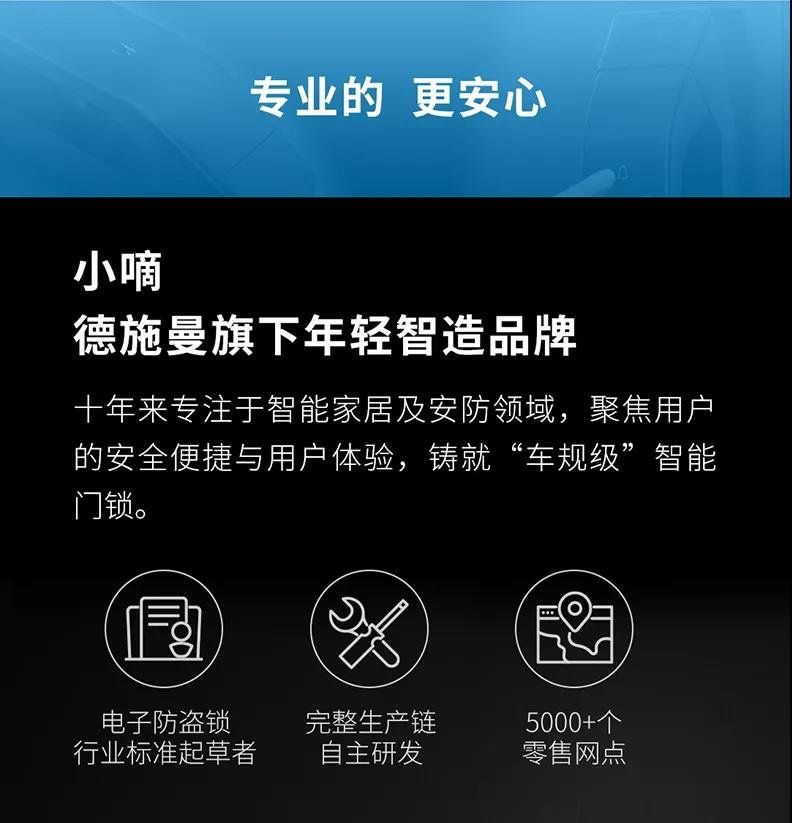 专业的 更安心
小嘀
德施曼旗下年轻智造品牌
十年来专注于智能家居及安防领域，聚焦用户
的安全便捷与用户体验，铸就“车规级”智能
门锁。
电子防盗锁
行业标准起草者
完整生产链
自主研发
5000+个
零售网点